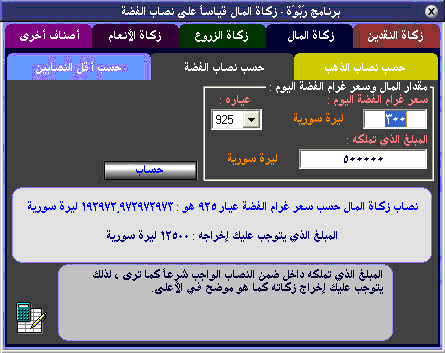 برنامج ربْوَة - زكاة المال قياساً على نصاب الفضة
زكاة النقدين
زكاة المال
زكاة الزروع
زكاة الأنعام
أصناف أخرى
حسب نصاب الذهب
حسب نصاب الفضة
حسب أقل النصابين
مقدار المال وسعر غرام الفضة اليوم :
سعر غرام الفضة اليوم :
عياره :
٣٠٠
ليرة سورية
925
المبلغ الذي تملكه :
٥٠٠٠٠٠
ليرة سورية
حساب
نصاب زكاة المال حسب سعر غرام الفضة عيار ٩٢٥ هو : ١٩٢٩٧٢,٩٧٢٩٧٢٩٧٣ ليرة سورية
المبلغ الذي يتوجب عليك إخراجه : ١٢٥٠٠ ليرة سورية
المبلغ الذي تملكه داخل ضمن النصاب الواجب شرعاً كما ترى ، لذلك
يتوجب عليك إخراج زكاته كما هو موضح في الأعلى.